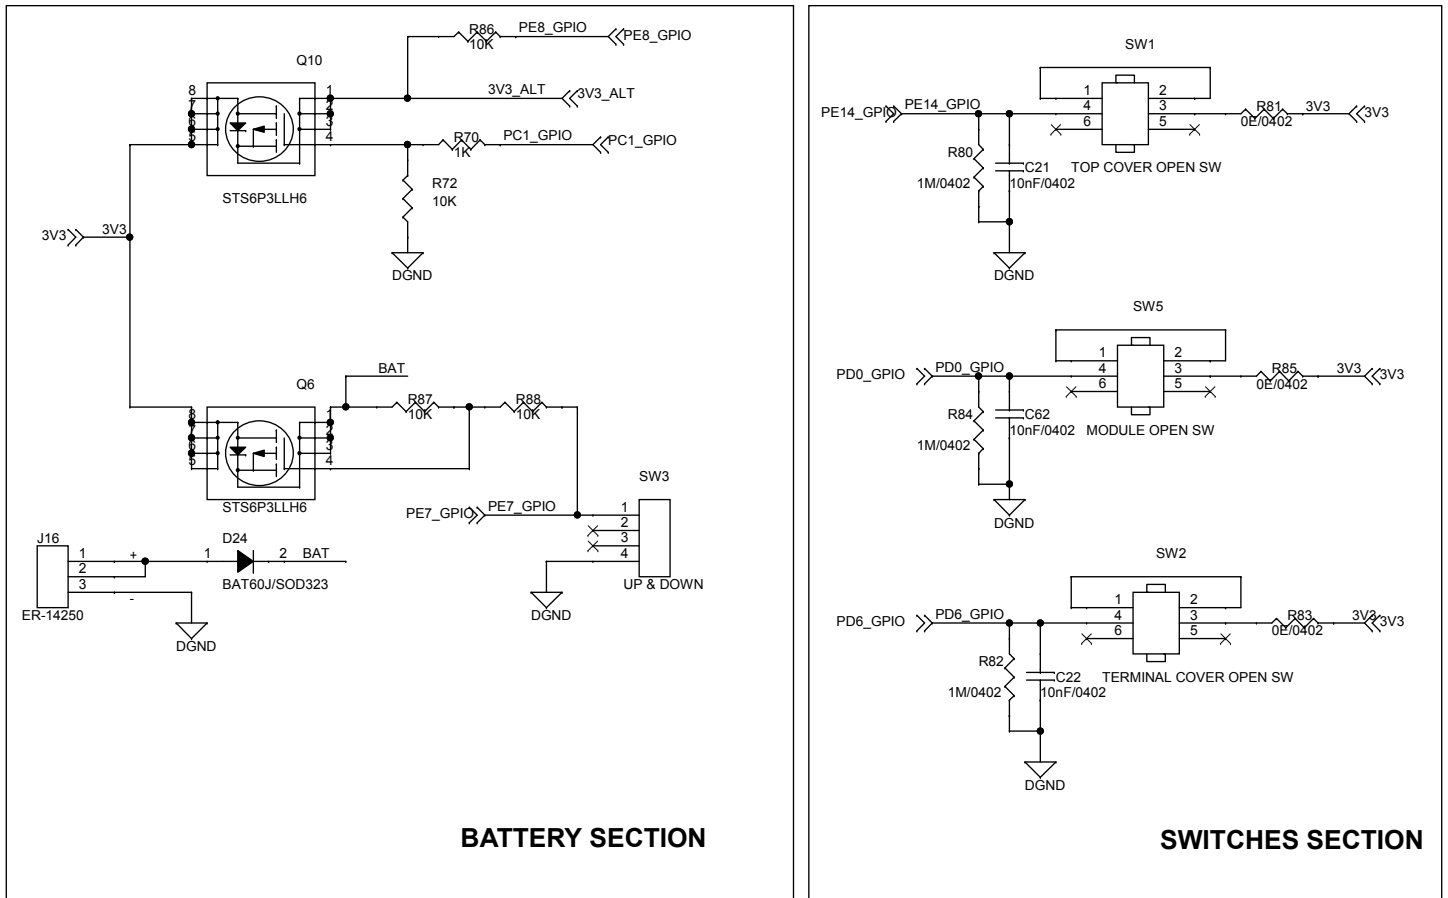 R86
10K
PE8_GPIO
PE8_GPIO
Q10
8
7
6
5
1
2
3
4
3V3_ALT
3V3_ALT
R70
1K
PC1_GPIO
PC1_GPIO
R72
10K
STS6P3LLH6
DGND
3V3
3V3
BAT
Q6
R87
10K
R88
10K
8
7
6
5
1
2
3
4
STS6P3LLH6
SW3
PE7_GPIO
PE7_GPIO
1
2
3
4
UP & DOWN
DGND
J16
1
2
3
+
-
ER-14250
DGND
D24
1
2
BAT
BAT60J/SOD323
BATTERY SECTION
SW1
PE14_GPIO
PE14_GPIO
1
4
6
2
3
5
R81
0E/0402
3V3
3V3
R80
1M/0402
C21
10nF/0402
TOP COVER OPEN SW
DGND
SW5
PD0_GPIO
PD0_GPIO
1
4
6
2
3
5
R85
0E/0402
3V3
3V3
R84
1M/0402
C62
10nF/0402
MODULE OPEN SW
DGND
SW2
PD6_GPIO
PD6_GPIO
1
4
6
2
3
5
R83
0E/0402
3V3
3V3
R82
1M/0402
C22
10nF/0402
TERMINAL COVER OPEN SW
DGND
SWITCHES SECTION